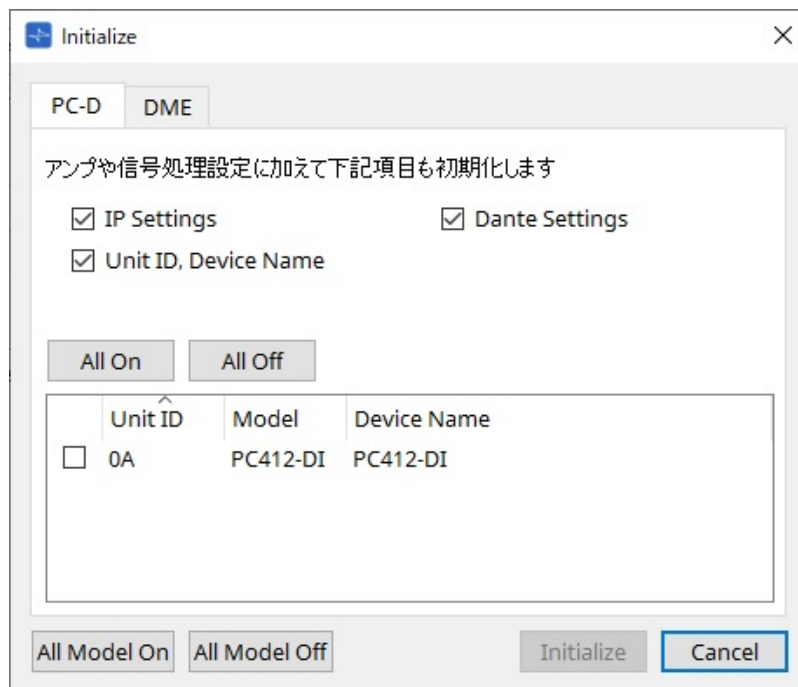 Initialize
PC-D DME
アンプや信号処理設定に加えて下記項目も初期化します
IP Settings Dante Settings
Unit ID, Device Name
All On All Off
Unit ID Model Device Name
0A PC412-DI PC412-DI
All Model On All Model Off Initialize Cancel